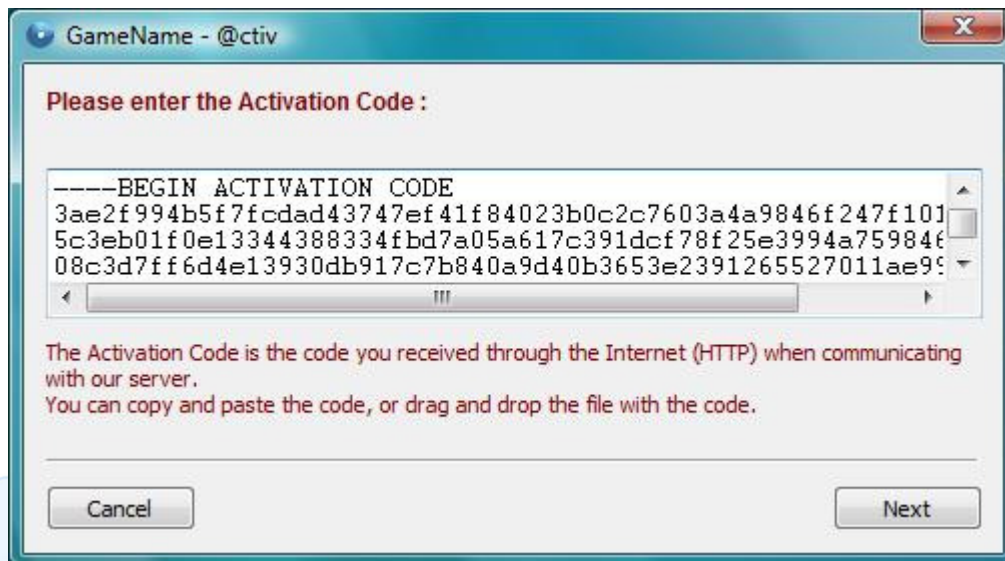 GameName - @ctiv
Please enter the Activation Code :
----BEGIN ACTIVATION CODE
3ae2f994b5f7fcdad43747ef41f84023b0c2c7603a4a9846f247f101
5c3eb01f0e13344388334fbd7a05a617c391dcf78f25e3994a759846
08c3d7ff6d4e13930db917c7b840a9d40b3653e2391265527011ae99
The Activation Code is the code you received through the Internet (HTTP) when communicating
with our server.
You can copy and paste the code, or drag and drop the file with the code.
Cancel
Next